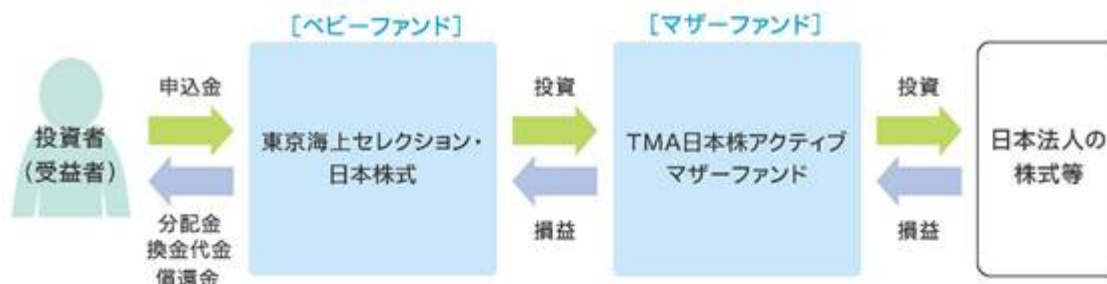 [ベビーファンド]
[マザーファンド]
投資者
(受益者)
申込金
分配金
換金代金
償還金
東京海上セレクション・
日本株式
投資
損益
TMA日本株アクティブ
マザーファンド
投資
損益
日本法人の
株式等